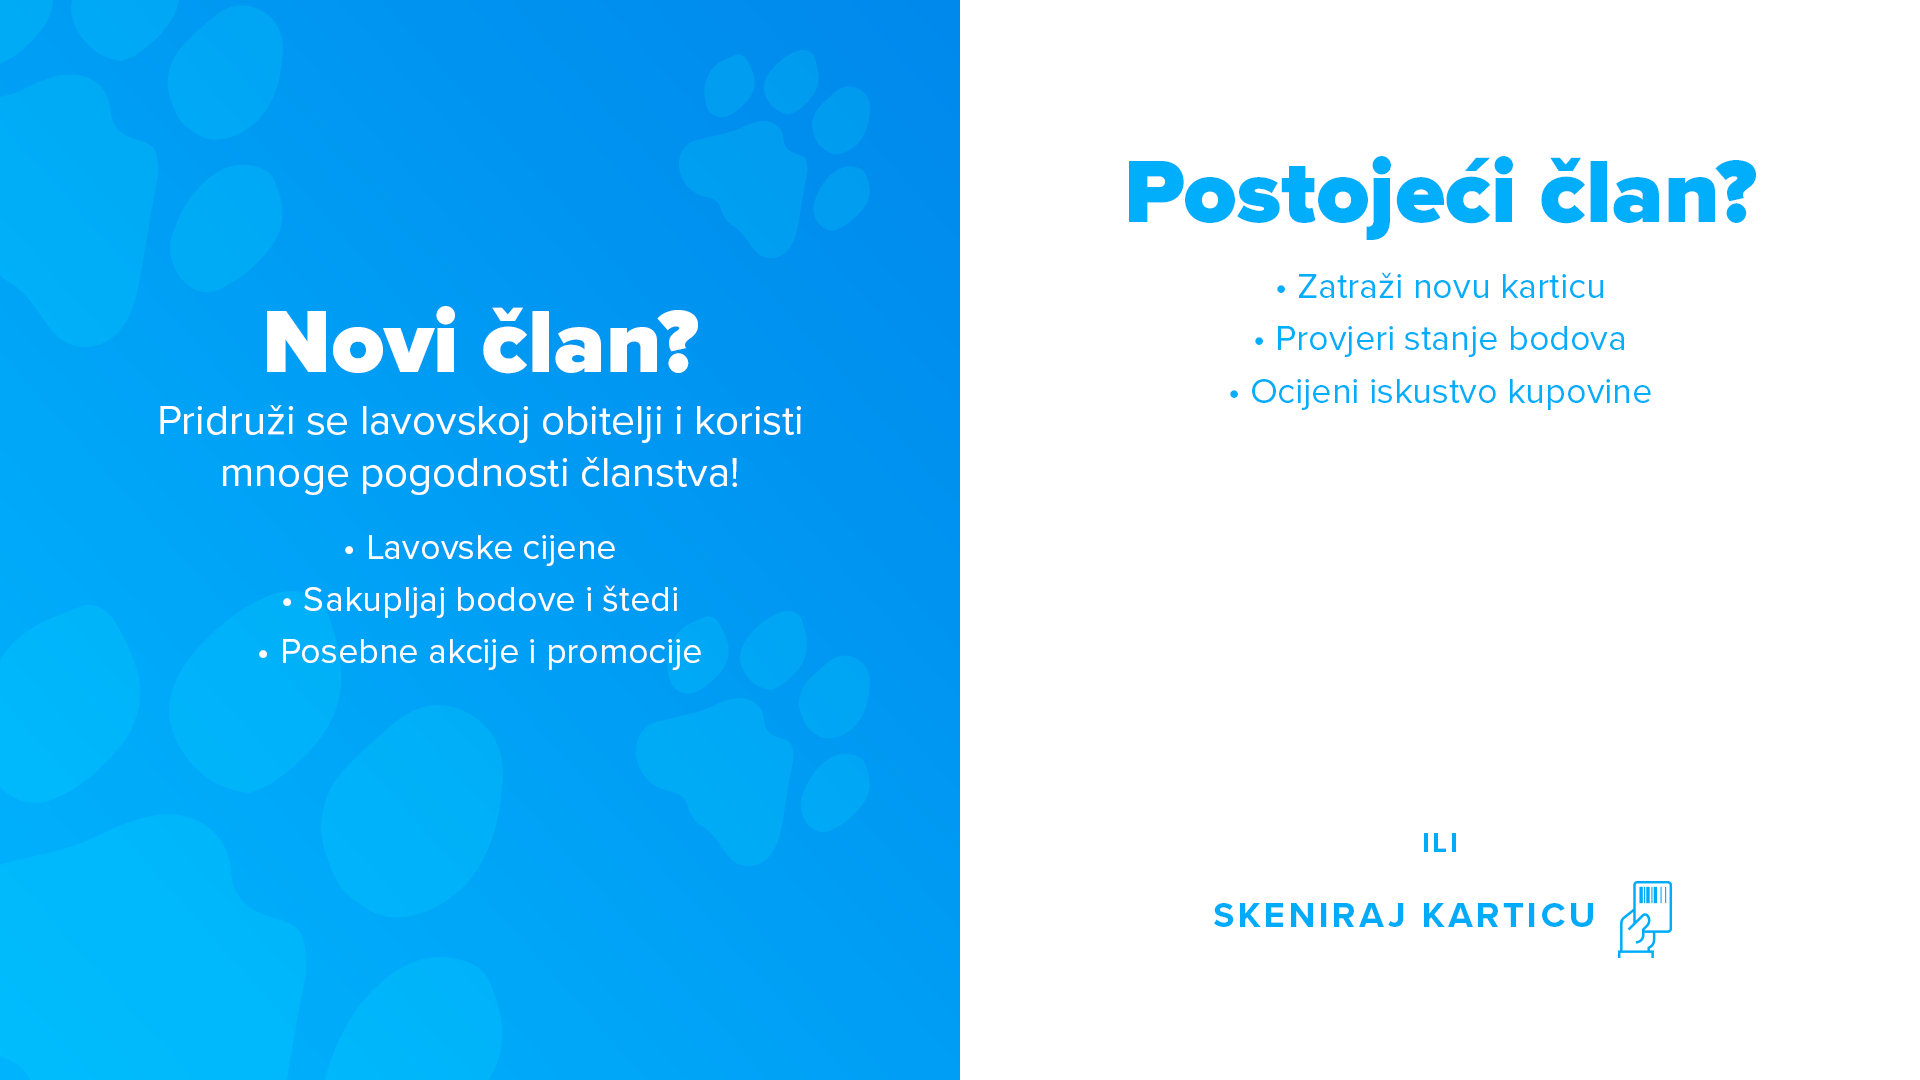 Novi član?
Pridruži se lavovskoj obitelji i koristi
mnoge pogodnosti članstva!
• Lavovske cijene
• Sakupljaj bodove i štedi
• Posebne akcije i promocije
Postojeći član?
• Zatraži novu karticu
• Provjeri stanje bodova
• Ocijeni iskustvo kupovine
ILI
SKENIRAJ KARTICU